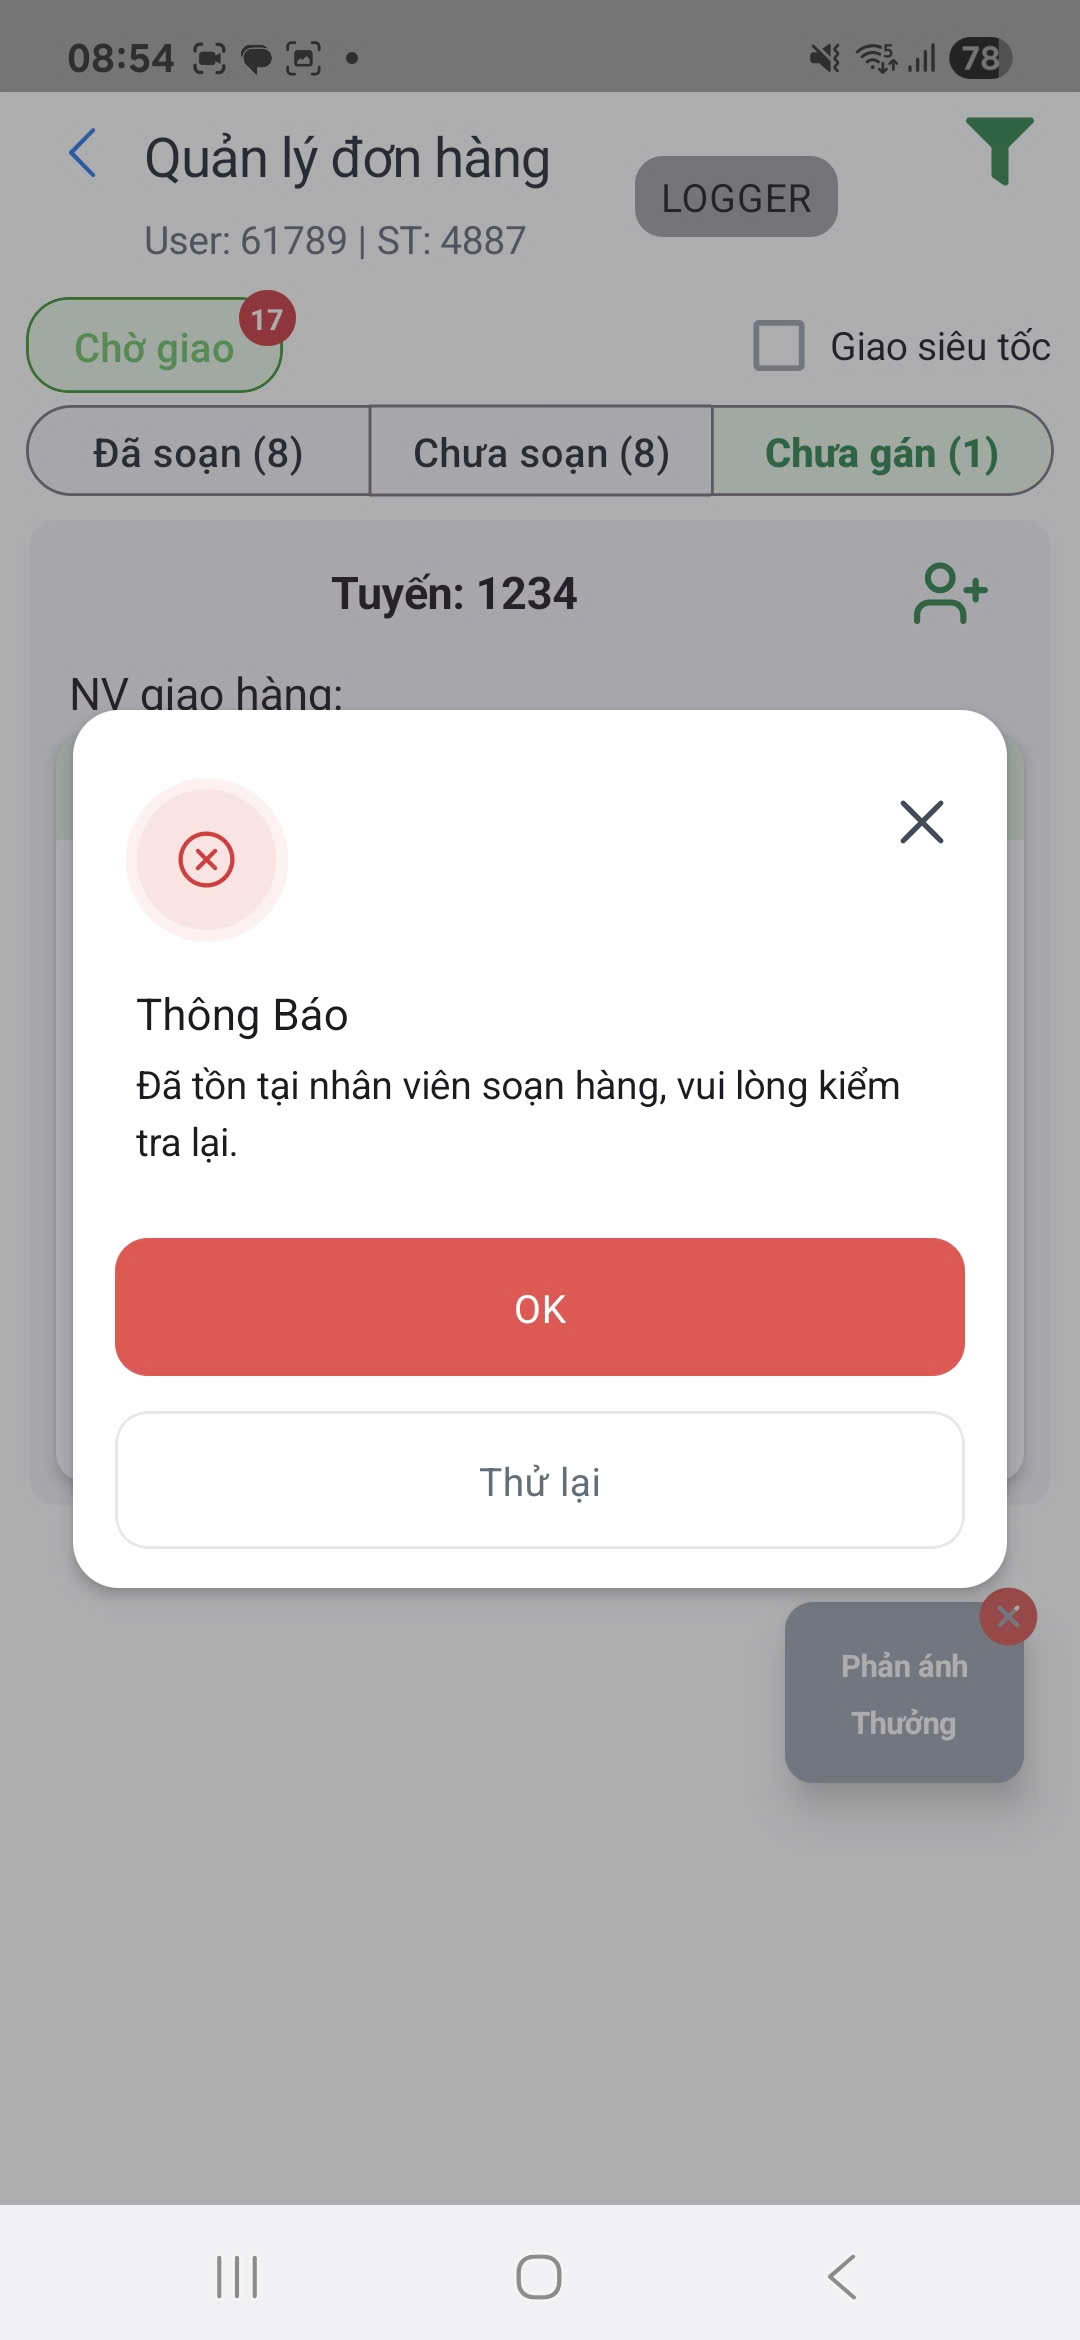 08:54
5
78
Quản lý đơn hàng
LOGGER
User: 61789 | ST: 4887
17
Chờ giao
Giao siêu tốc
Đã soạn (8)
Chưa soạn (8)
Chưa gán (1)
Tuyến: 1234
NV giao hàng:
Thông Báo
Đã tồn tại nhân viên soạn hàng, vui lòng kiểm
tra lại.
OK
Thử lại
Phản ánh
Thưởng